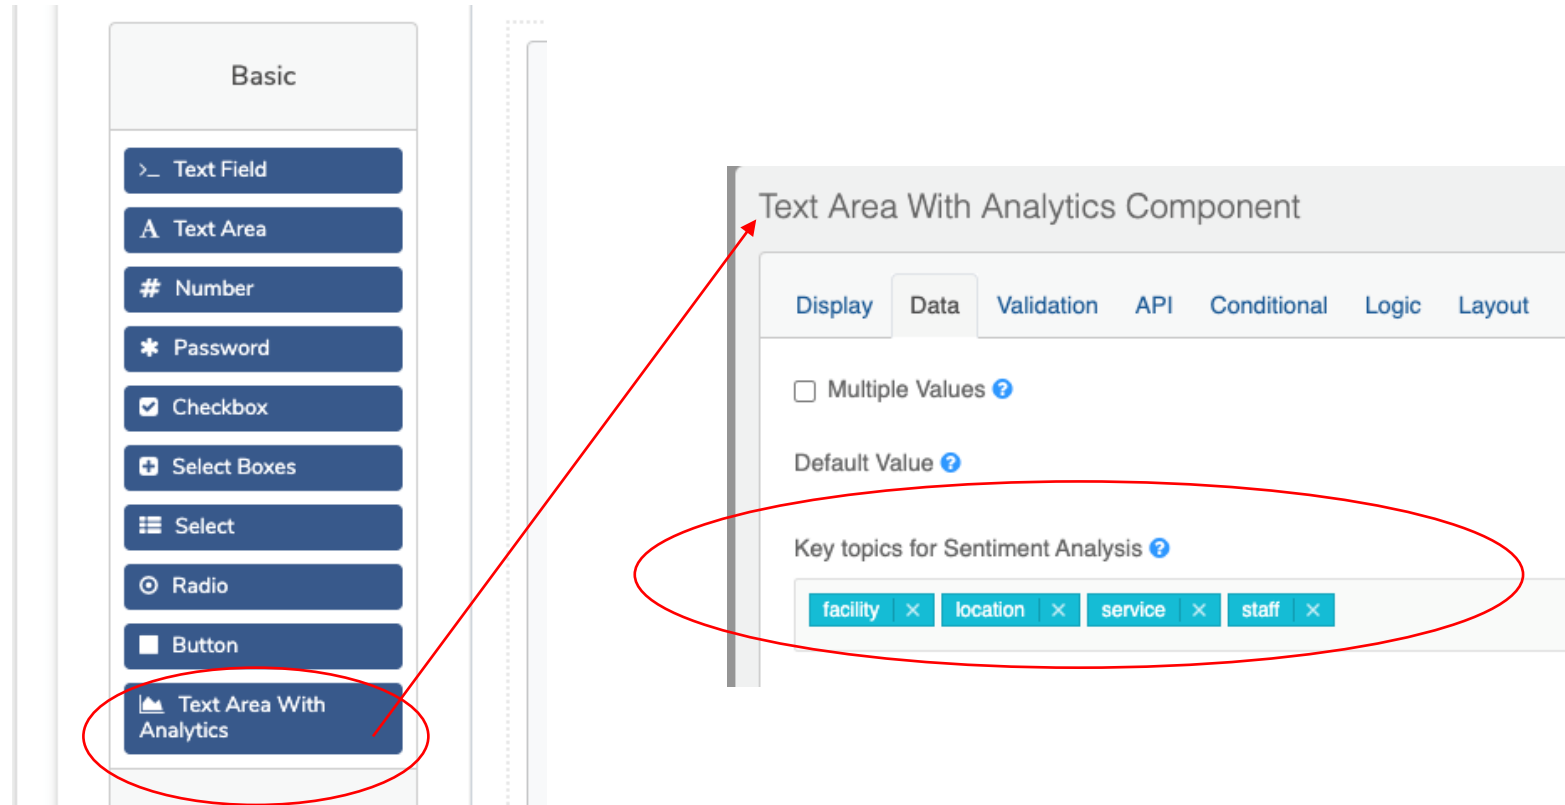 Basic
>_ Text Field
A Text Area
# Number
✱ Password
Checkbox
Select Boxes
Select
Radio
Button
Text Area With
Analytics
Text Area With Analytics Component
Display Data Validation API Conditional Logic Layout
Multiple Values ?
Default Value ?
Key topics for Sentiment Analysis ?
facility × location × service × staff ×